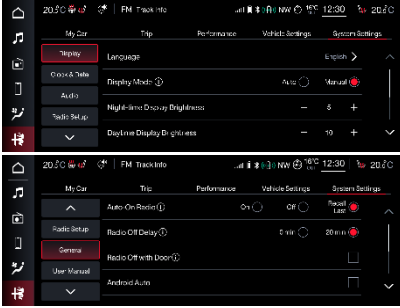 20.5°C FM Track Info NW 16°C 12:30 20.5°C
My Car Trip Performance Vehicle Settings System Settings
Display
Language English
Clock & Date
Display Mode Auto Manual
Audio
Night-time Display Brightness − 5 +
Radio Setup
Daytime Display Brightness − 10 +
20.5°C FM Track Info NW 16°C 12:30 20.5°C
My Car Trip Performance Vehicle Settings System Settings
Auto-On Radio On Off Recall Last
Radio Setup
Radio Off Delay 0 min 20 min
General
Radio Off with Door
User Manual
Android Auto